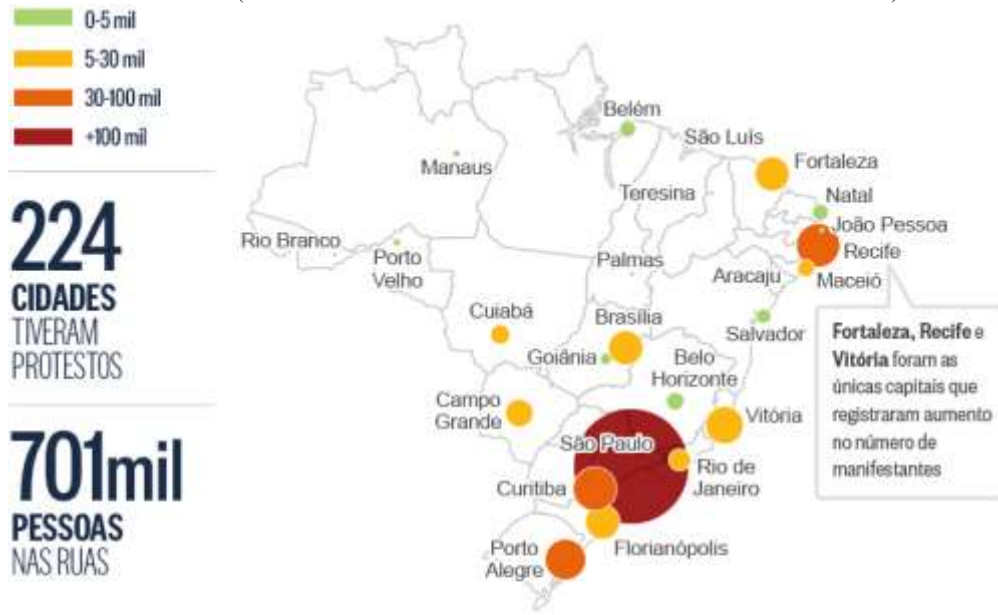 0-5 mil
5-30 mil
30-100 mil
+100 mil
224
CIDADES
TIVERAM
PROTESTOS
701mil
PESSOAS
NAS RUAS
Belém
São Luís
Manaus
Fortaleza
Teresina
Natal
João Pessoa
Rio Branco
Recife
Porto
Velho
Palmas
Aracaju
Maceió
Cuiabá
Brasília
Salvador
Goiânia
Belo
Horizonte
Campo
Grande
Vitória
São Paulo
Rio de
Janeiro
Curitiba
Florianópolis
Porto
Alegre
Fortaleza, Recife e
Vitória foram as
únicas capitais que
registraram aumento
no número de
manifestantes